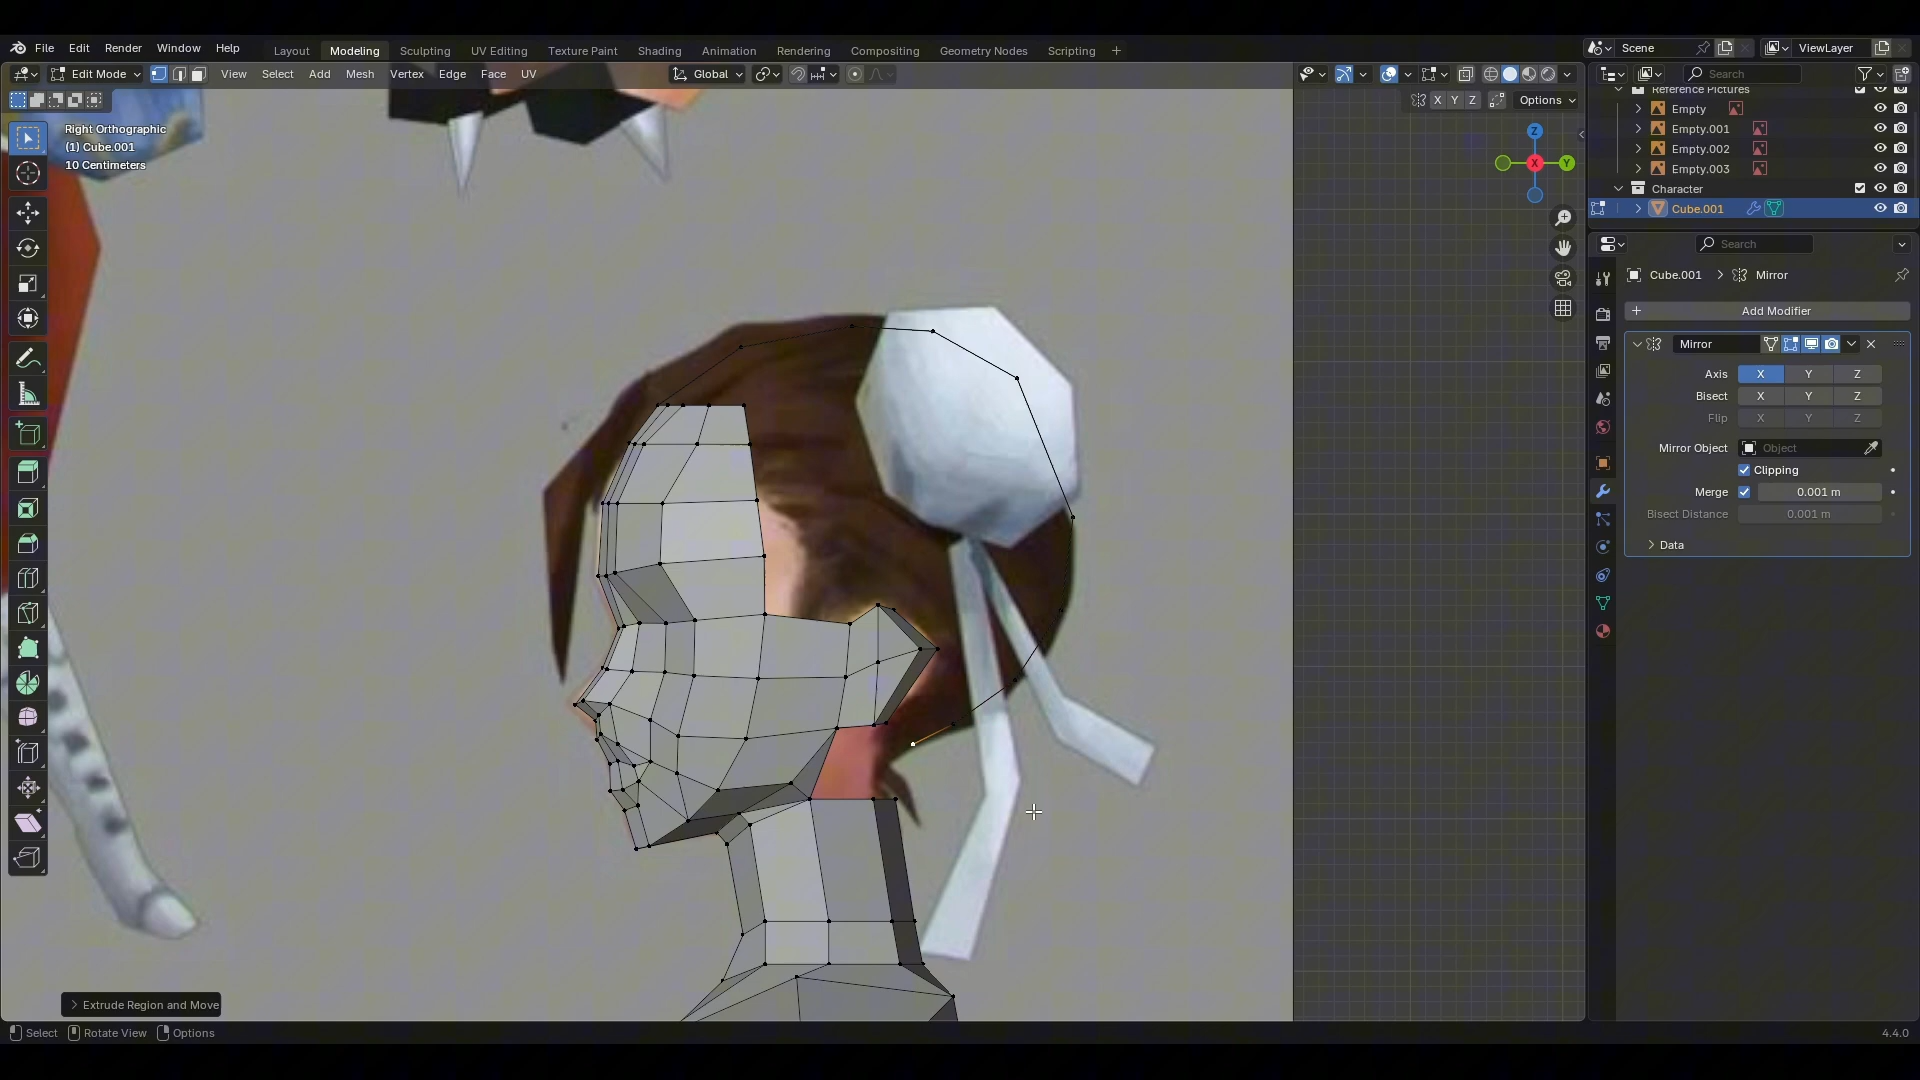 File Edit Render Window Help
Layout Modeling Sculpting UV Editing Texture Paint Shading Animation Rendering Compositing Geometry Nodes Scripting +
Scene
ViewLayer
Edit Mode View Select Add Mesh Vertex Edge Face UV
Global
Search
X Y Z Options
Right Orthographic
(1) Cube.001
10 Centimeters
Z
X
Y
Reference Pictures
Empty
Empty.001
Empty.002
Empty.003
Character
Cube.001
Search
Cube.001 > Mirror
+ Add Modifier
Mirror
Axis X Y Z
Bisect X Y Z
Flip X Y Z
Mirror Object Object
Clipping
Merge 0.001 m
Bisect Distance 0.001 m
> Data
> Extrude Region and Move
Select Rotate View Options
4.4.0